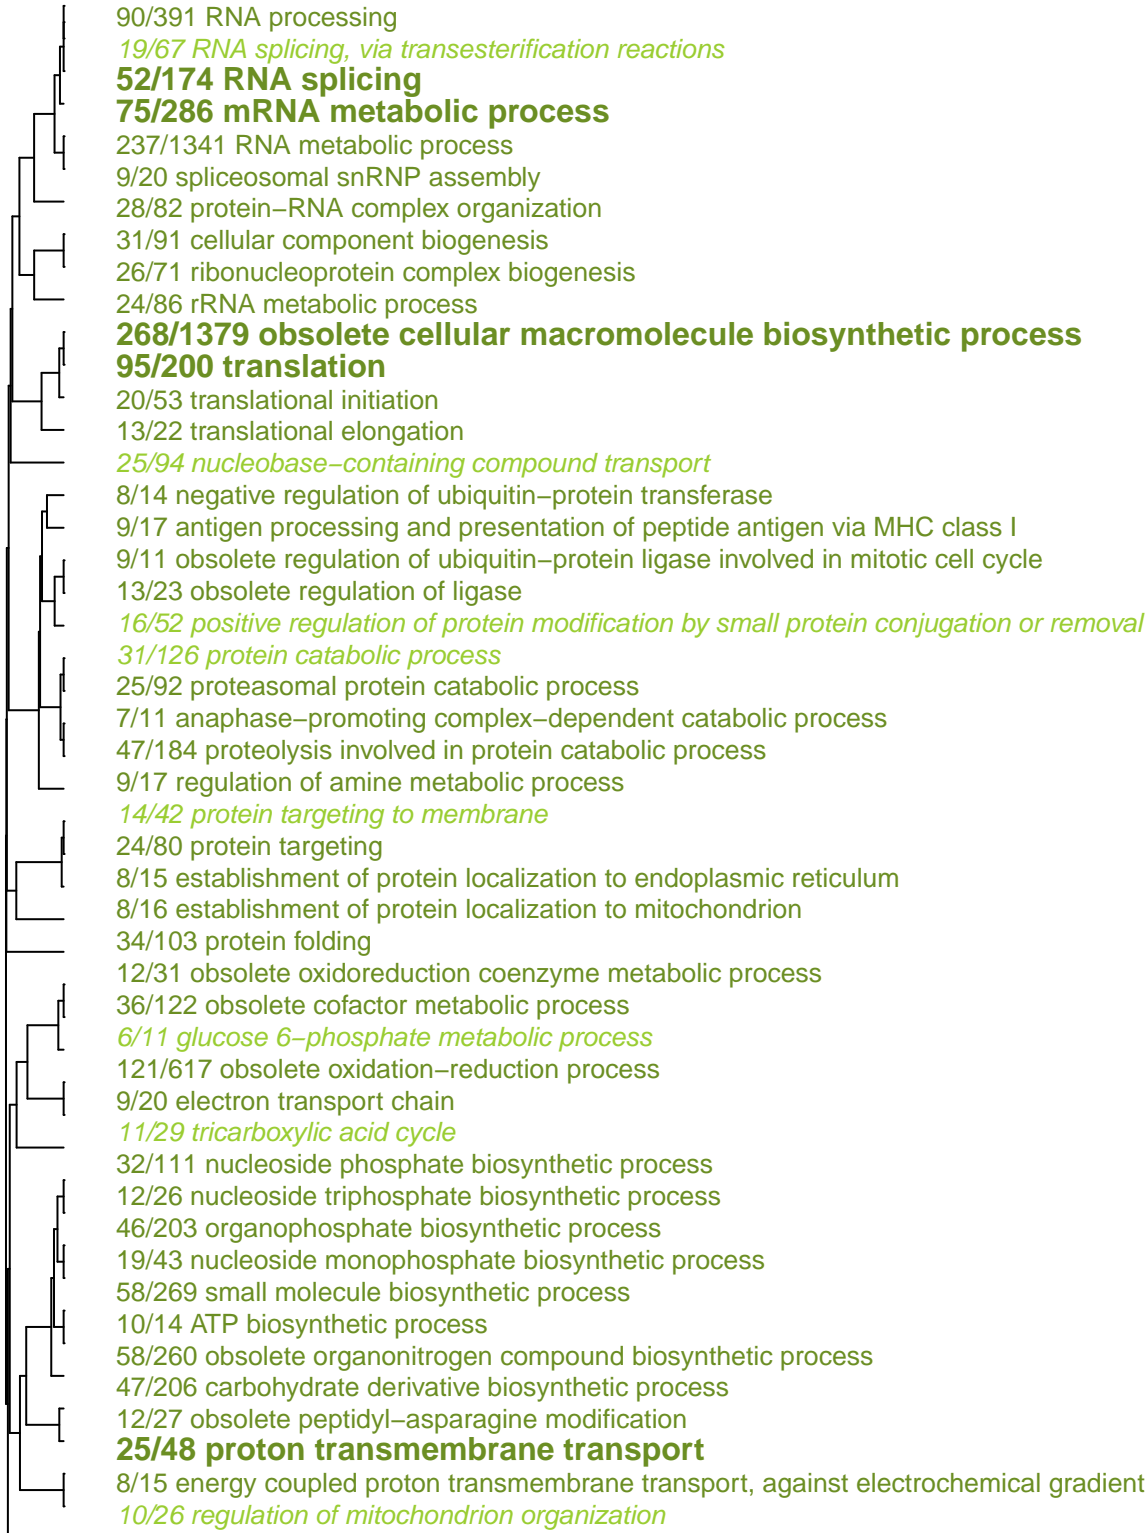 90/391 RNA processing
19/67 RNA splicing, via transesterification reactions
52/174 RNA splicing
75/286 mRNA metabolic process
237/1341 RNA metabolic process
9/20 spliceosomal snRNP assembly
28/82 protein−RNA complex organization
31/91 cellular component biogenesis
26/71 ribonucleoprotein complex biogenesis
24/86 rRNA metabolic process
268/1379 obsolete cellular macromolecule biosynthetic process
95/200 translation
20/53 translational initiation
13/22 translational elongation
25/94 nucleobase−containing compound transport
8/14 negative regulation of ubiquitin−protein transferase
9/17 antigen processing and presentation of peptide antigen via MHC class I
9/11 obsolete regulation of ubiquitin−protein ligase involved in mitotic cell cycle
13/23 obsolete regulation of ligase
16/52 positive regulation of protein modification by small protein conjugation or removal
31/126 protein catabolic process
25/92 proteasomal protein catabolic process
7/11 anaphase−promoting complex−dependent catabolic process
47/184 proteolysis involved in protein catabolic process
9/17 regulation of amine metabolic process
14/42 protein targeting to membrane
24/80 protein targeting
8/15 establishment of protein localization to endoplasmic reticulum
8/16 establishment of protein localization to mitochondrion
34/103 protein folding
12/31 obsolete oxidoreduction coenzyme metabolic process
36/122 obsolete cofactor metabolic process
6/11 glucose 6−phosphate metabolic process
121/617 obsolete oxidation−reduction process
9/20 electron transport chain
11/29 tricarboxylic acid cycle
32/111 nucleoside phosphate biosynthetic process
12/26 nucleoside triphosphate biosynthetic process
46/203 organophosphate biosynthetic process
19/43 nucleoside monophosphate biosynthetic process
58/269 small molecule biosynthetic process
10/14 ATP biosynthetic process
58/260 obsolete organonitrogen compound biosynthetic process
47/206 carbohydrate derivative biosynthetic process
12/27 obsolete peptidyl−asparagine modification
25/48 proton transmembrane transport
8/15 energy coupled proton transmembrane transport, against electrochemical gradient
10/26 regulation of mitochondrion organization